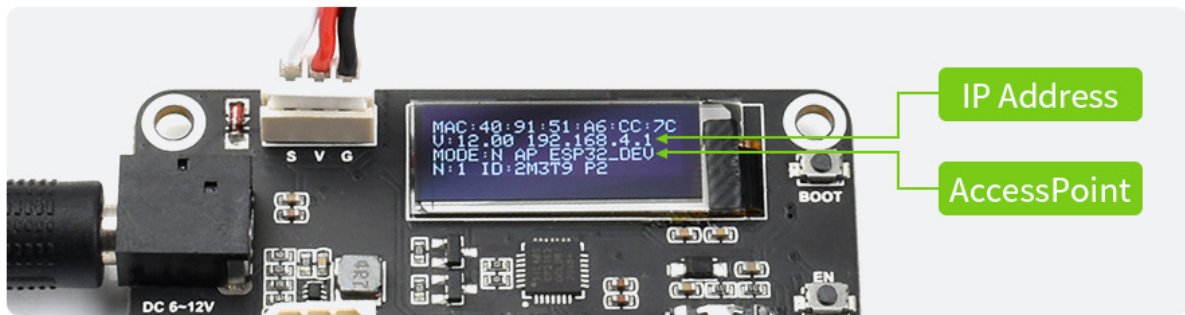 S V G
MAC:40:91:51:A6:CC:7C
V:12.00 192.168.4.1
MODE:N AP ESP32_DEV
N:1 ID:2M3T9 P2
IP Address
AccessPoint
BOOT
4R7
EN
DC 6~12V